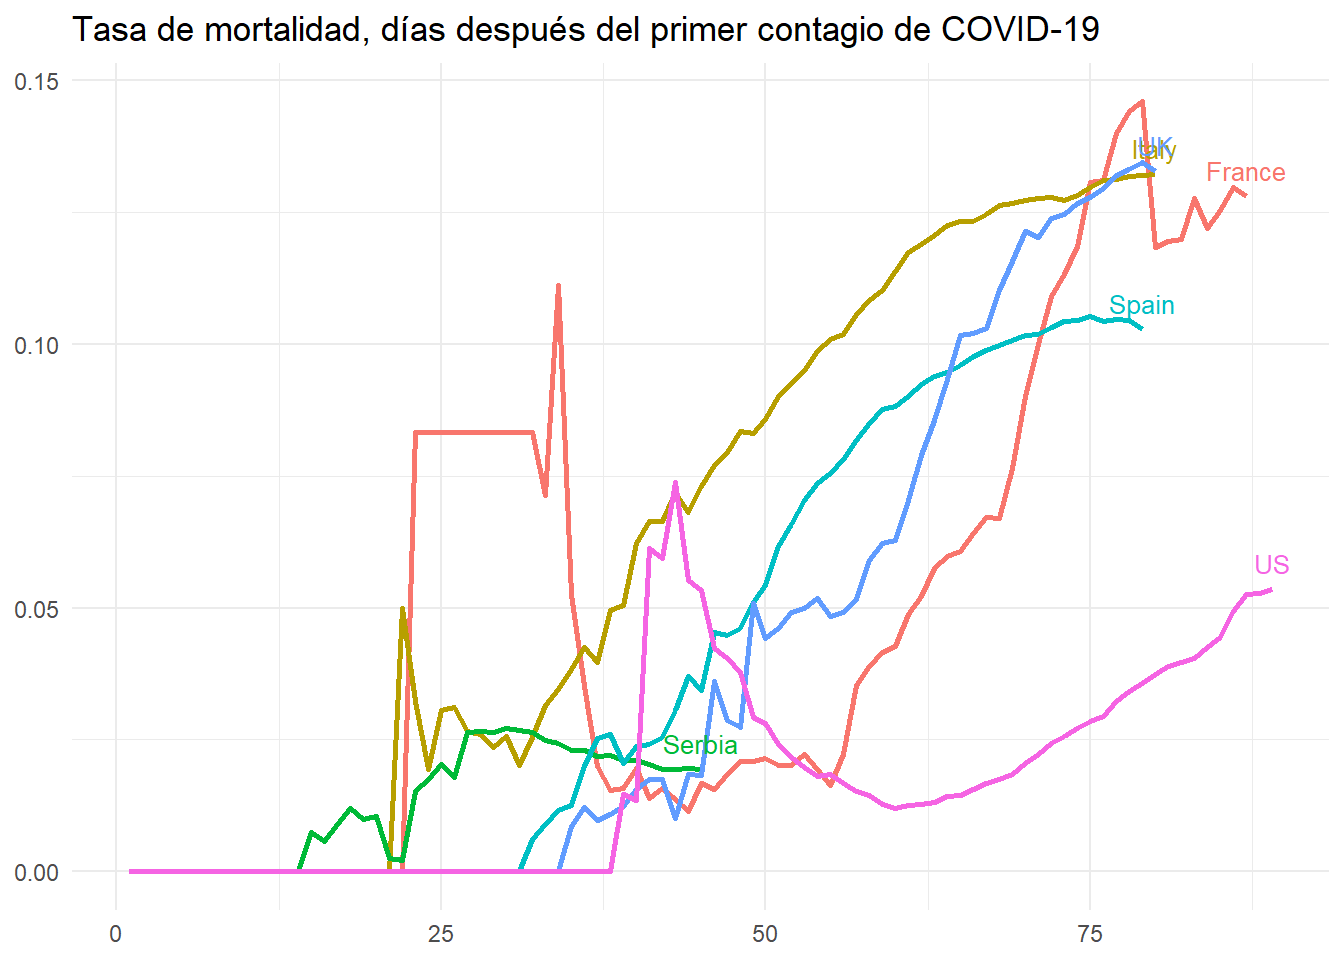 Tasa de mortalidad, días después del primer contagio de COVID-19
0.15
UK
Italy
France
Spain
0.10
US
0.05
Serbia
0.00
0 25 50 75